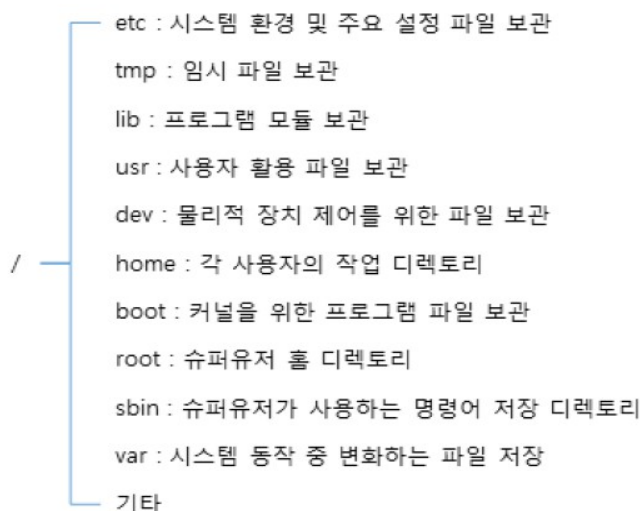 etc : 시스템 환경 및 주요 설정 파일 보관
tmp : 임시 파일 보관
lib : 프로그램 모듈 보관
usr : 사용자 활용 파일 보관
dev : 물리적 장치 제어를 위한 파일 보관
/
home : 각 사용자의 작업 디렉토리
boot : 커널을 위한 프로그램 파일 보관
root : 슈퍼유저 홈 디렉토리
sbin : 슈퍼유저가 사용하는 명령어 저장 디렉토리
var : 시스템 동작 중 변화하는 파일 저장
기타